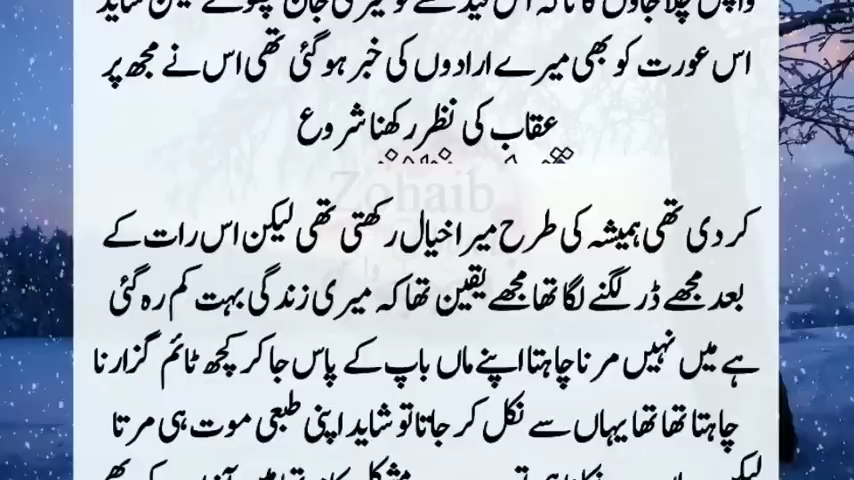 اس عورت کو بھی میرے ارادوں کی خبر ہو گئی تھی اس نے مجھ پر
عقاب کی نظر رکھنا شروع
Zohaib
کر دی تھی ہمیشہ کی طرح میرا خیال رکھتی تھی لیکن اس رات کے
بعد مجھے ڈر لگنے لگا تھا مجھے یقین تھا کہ میری زندگی بہت کم رہ گئی
ہے میں نہیں مرنا چاہتا اپنے ماں باپ کے پاس جا کر کچھ ٹائم گزارنا
چاہتا تھا تھا یہاں سے نکل کر جاتا تو شاید اپنی طبعی موت ہی مرتا